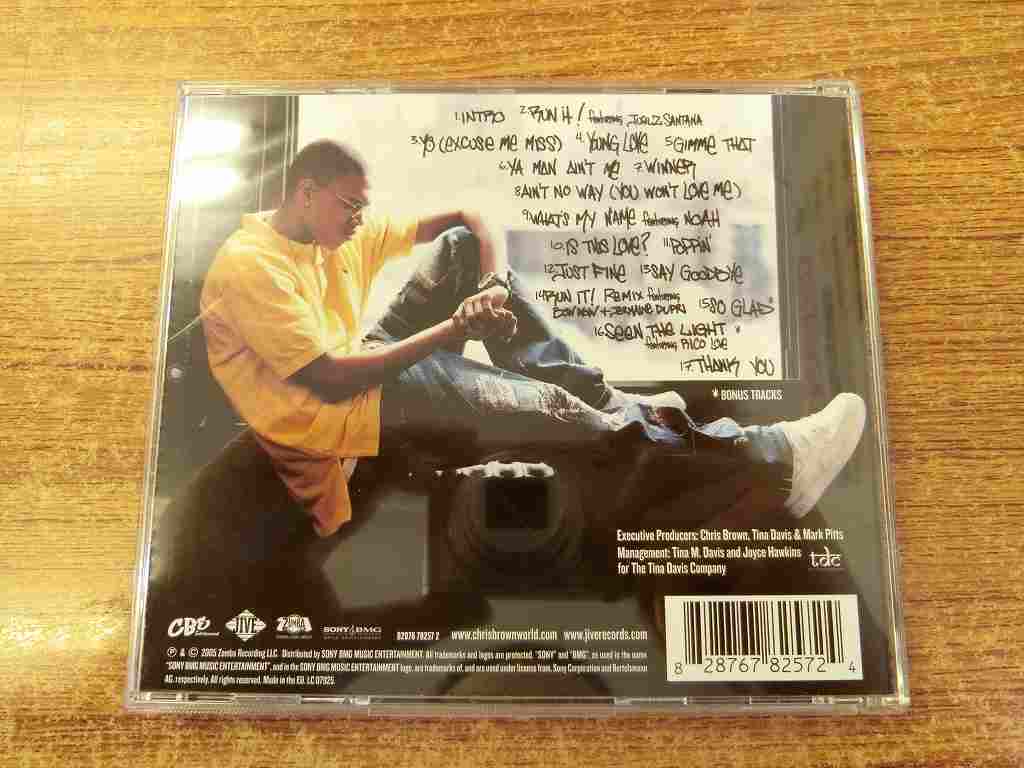 1. INTRO 2. RUN IT! featuring JUELZ SANTANA
3. YO (EXCUSE ME MISS) 4. YOUNG LOVE 5. GIMME THAT
6. YA MAN AIN'T ME 7. WINNER
8. AIN'T NO WAY (YOU WON'T LOVE ME)
9. WHAT'S MY NAME featuring NOAH
10. IS THIS LOVE? 11. POPPIN'
12. JUST FINE 13. SAY GOODBYE
14. RUN IT! REMIX featuring
BOW WOW + JERMAINE DUPRI 15. SO GLAD*
16. SEEN THE LIGHT *
featuring RICO LOVE
17. THANK YOU
* BONUS TRACKS
Executive Producers: Chris Brown, Tina Davis & Mark Pitts
Management: Tina M. Davis and Joyce Hawkins
for The Tina Davis Company
tdc
CBE JIVE ZOMBA SONY BMG
82876 78257 2 www.chrisbrownworld.com www.jiverecords.com
℗ & © 2005 Zomba Recording LLC. Distributed by SONY BMG MUSIC ENTERTAINMENT. All trademarks and logos are protected. "SONY" and "BMG", as used in the name
"SONY BMG MUSIC ENTERTAINMENT", and in the SONY BMG MUSIC ENTERTAINMENT logo, are trademarks of, and are used under license from, Sony Corporation and Bertelsmann
AG, respectively. All rights reserved. Made in the EU. LC 07925.
8 28767 82572 4